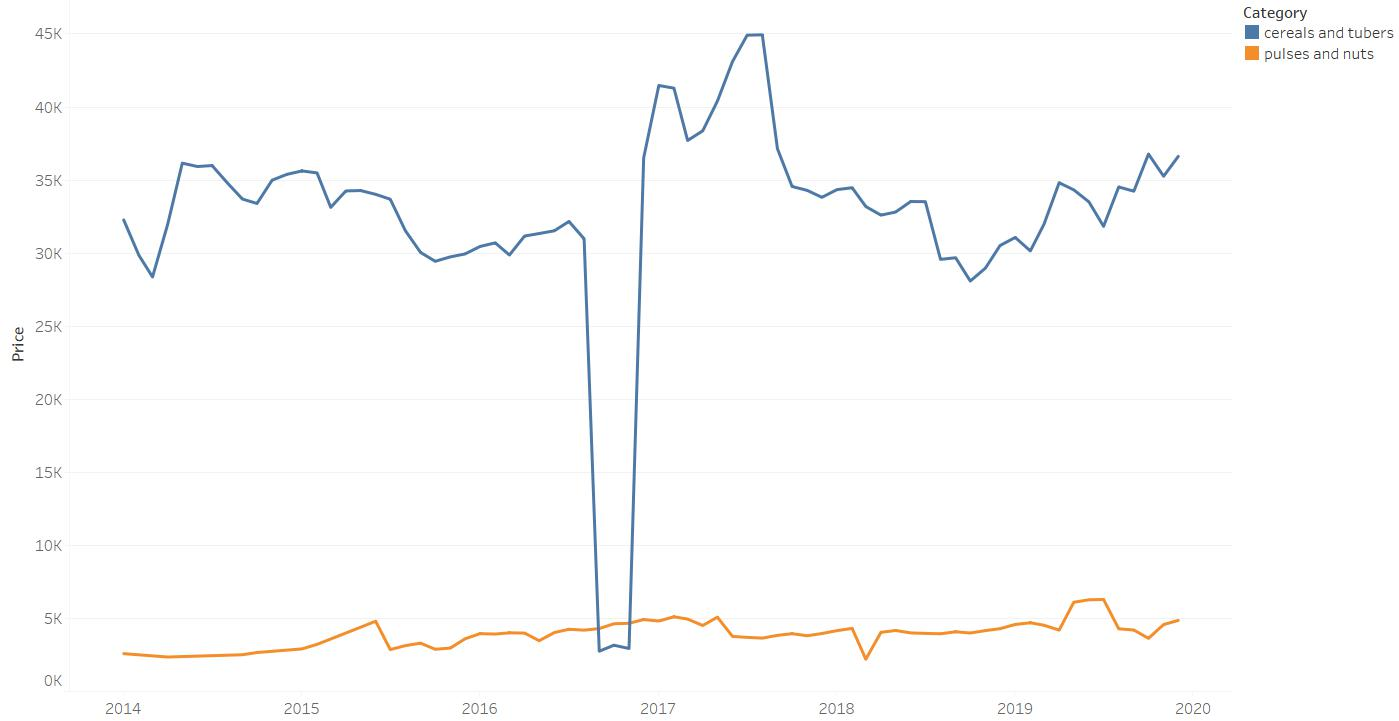 Category
cereals and tubers
pulses and nuts
45K
40K
35K
30K
25K
20K
15K
10K
5K
0K
Price
2014 2015 2016 2017 2018 2019 2020